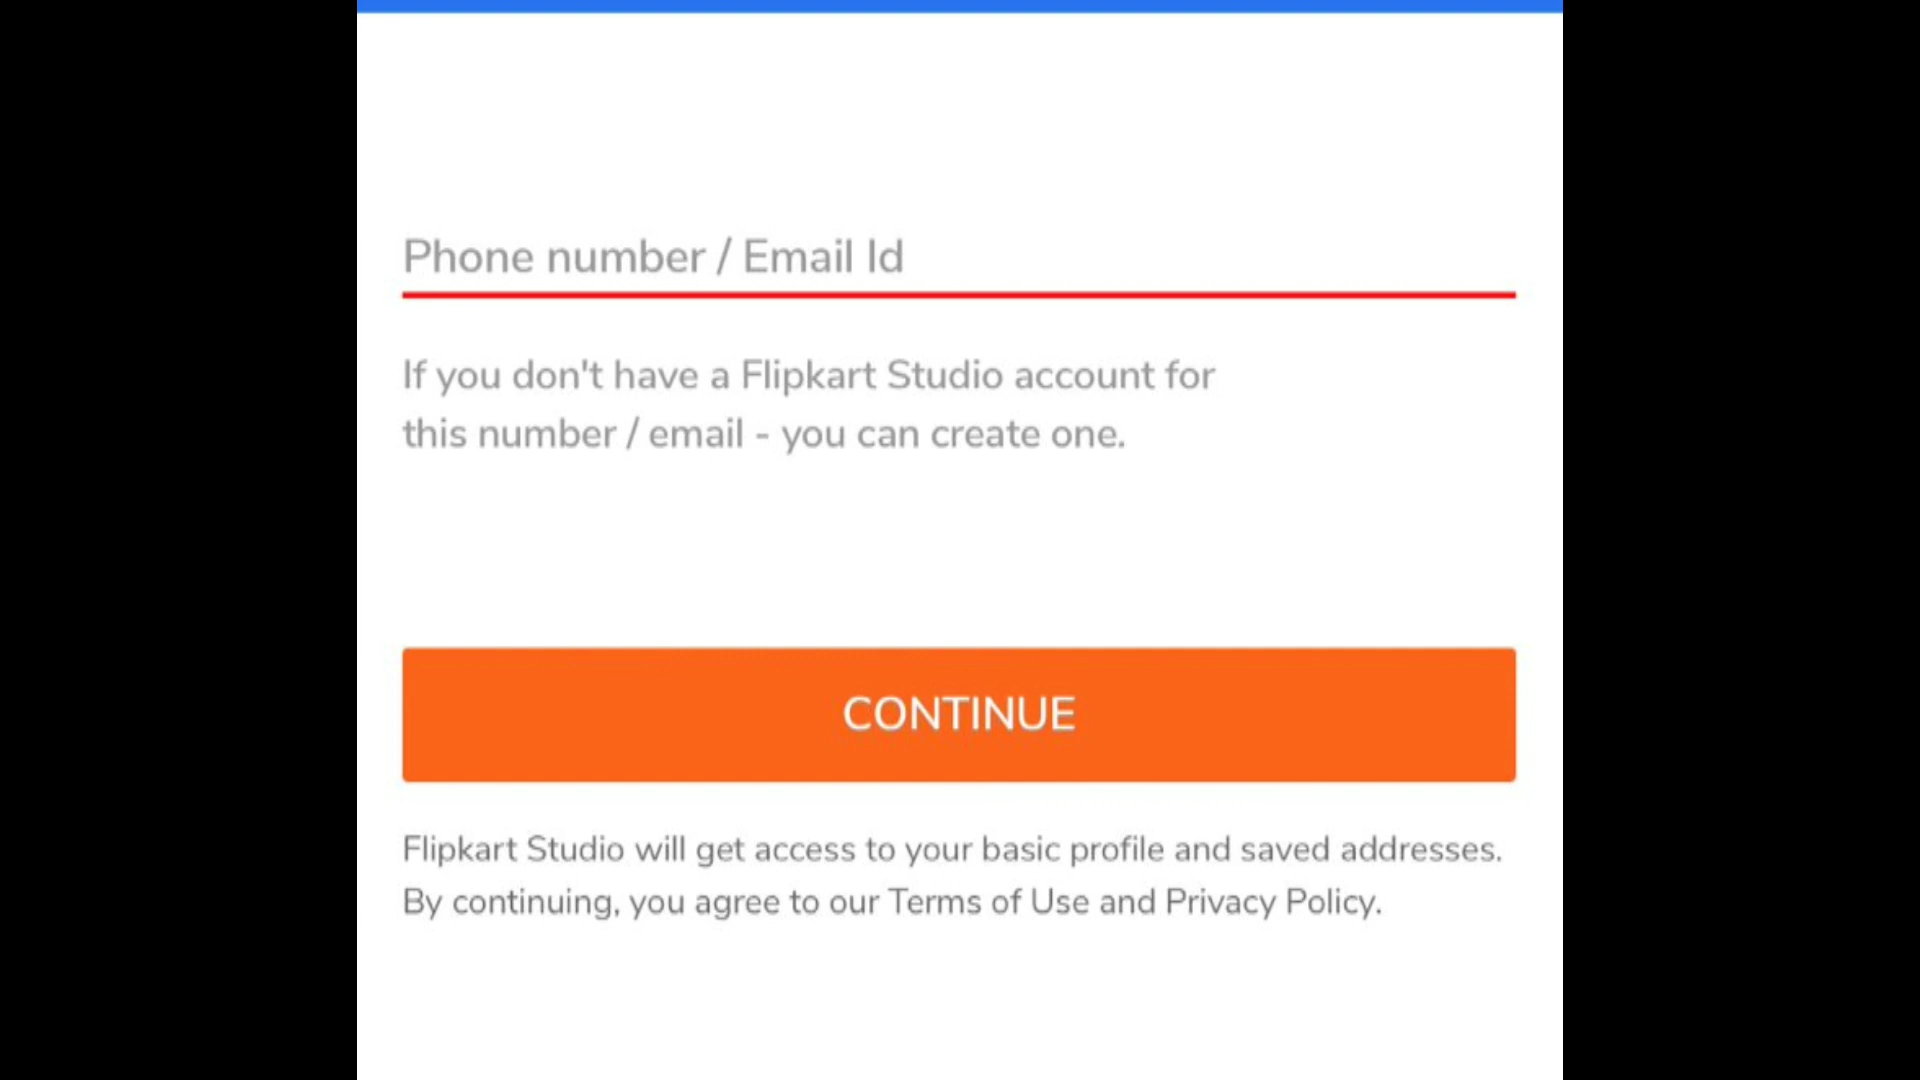 Phone number / Email Id
If you don't have a Flipkart Studio account for
this number / email - you can create one.
CONTINUE
Flipkart Studio will get access to your basic profile and saved addresses.
By continuing, you agree to our Terms of Use and Privacy Policy.